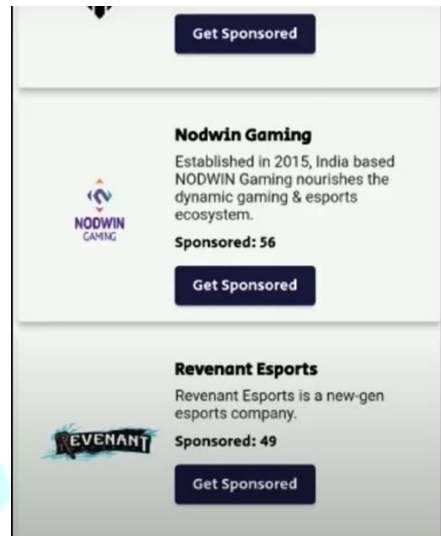 Get Sponsored
Nodwin Gaming
Established in 2015, India based
NODWIN Gaming nourishes the
dynamic gaming & esports
ecosystem.
NODWIN
GAMING
Sponsored: 56
Get Sponsored
Revenant Esports
Revenant Esports is a new-gen
esports company.
REVENANT
Sponsored: 49
Get Sponsored